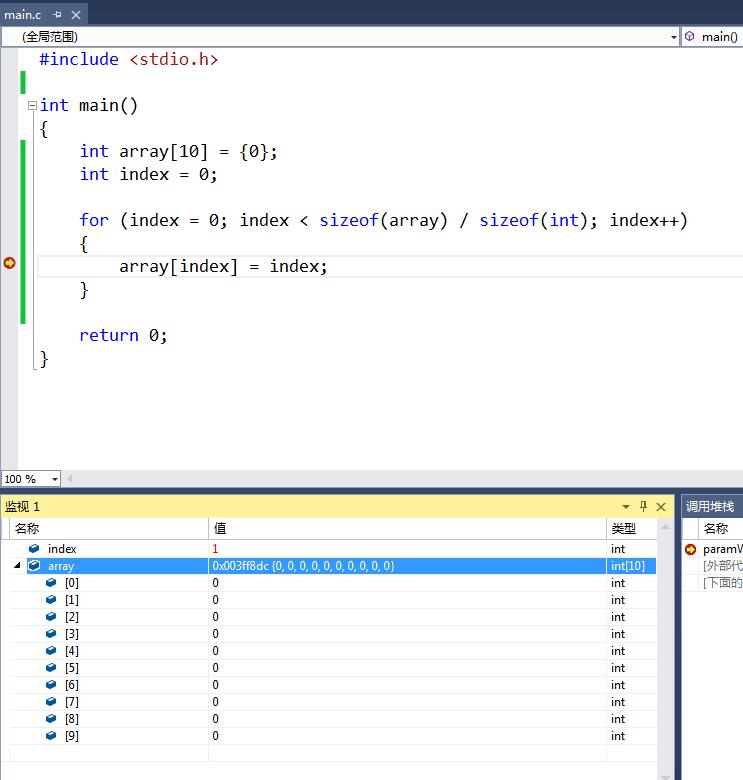 main.c
(全局范围) main()
#include <stdio.h>
int main()
{
int array[10] = {0};
int index = 0;
for (index = 0; index < sizeof(array) / sizeof(int); index++)
{
array[index] = index;
}
return 0;
}
100 %
监视 1 调用堆栈
名称 值 类型 名称
index 1 int paramV
array 0x003ff8dc {0, 0, 0, 0, 0, 0, 0, 0, 0, 0} int[10] [外部代
[0] 0 int [下面的
[1] 0 int
[2] 0 int
[3] 0 int
[4] 0 int
[5] 0 int
[6] 0 int
[7] 0 int
[8] 0 int
[9] 0 int